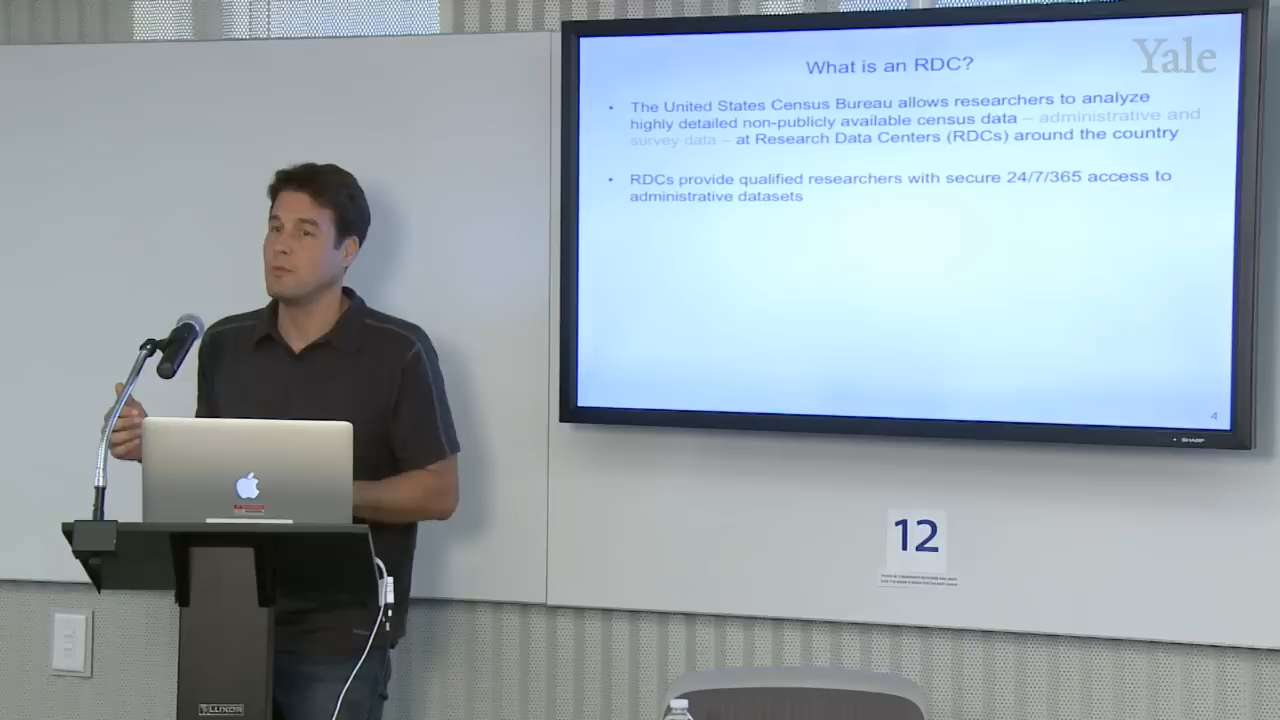 Yale
What is an RDC?
• The United States Census Bureau allows researchers to analyze
highly detailed non-publicly available census data – administrative and
survey data – at Research Data Centers (RDCs) around the country
• RDCs provide qualified researchers with secure 24/7/365 access to
administrative datasets
4
SHARP
12
LUXOR